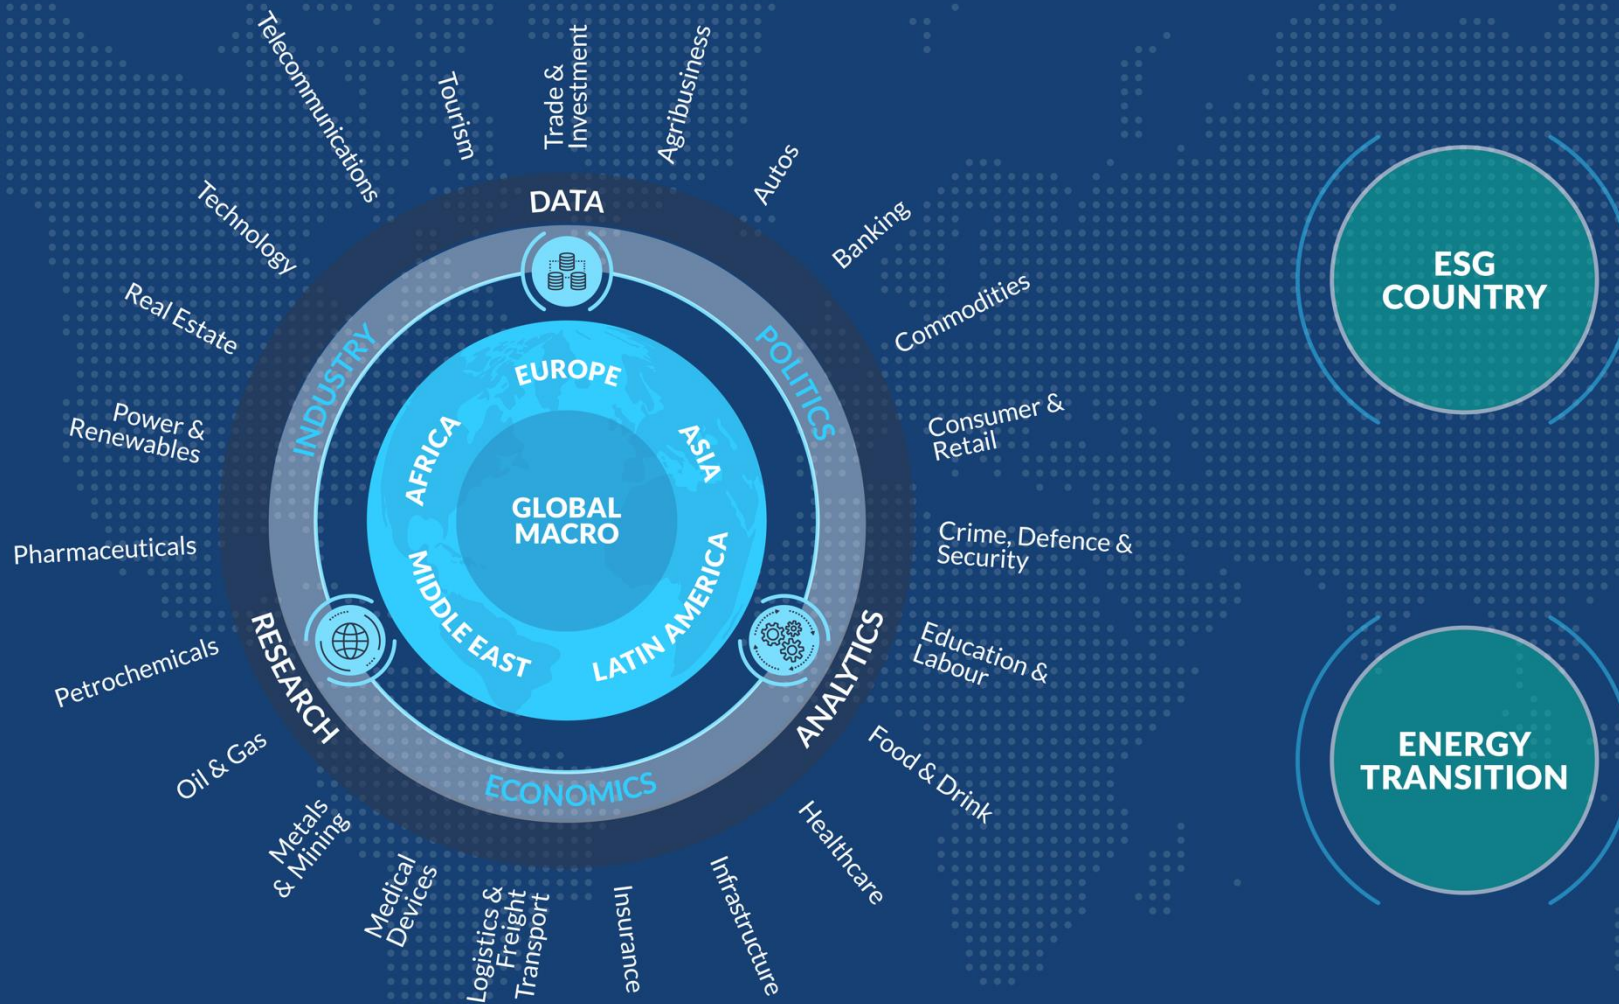 Trade &
Investment
Agribusiness
Autos
Banking
Commodities
Consumer &
Retail
Crime, Defence &
Security
Education &
Labour
Food & Drink
Healthcare
Infrastructure
Insurance
Logistics &
Freight
Transport
Medical
Devices
Metals
& Mining
Oil & Gas
Petrochemicals
Pharmaceuticals
Power &
Renewables
Real Estate
Technology
Telecommunications
Tourism
DATA
ANALYTICS
RESEARCH
INDUSTRY
POLITICS
ECONOMICS
EUROPE
ASIA
LATIN AMERICA
MIDDLE EAST
AFRICA
GLOBAL
MACRO
ESG
COUNTRY
ENERGY
TRANSITION